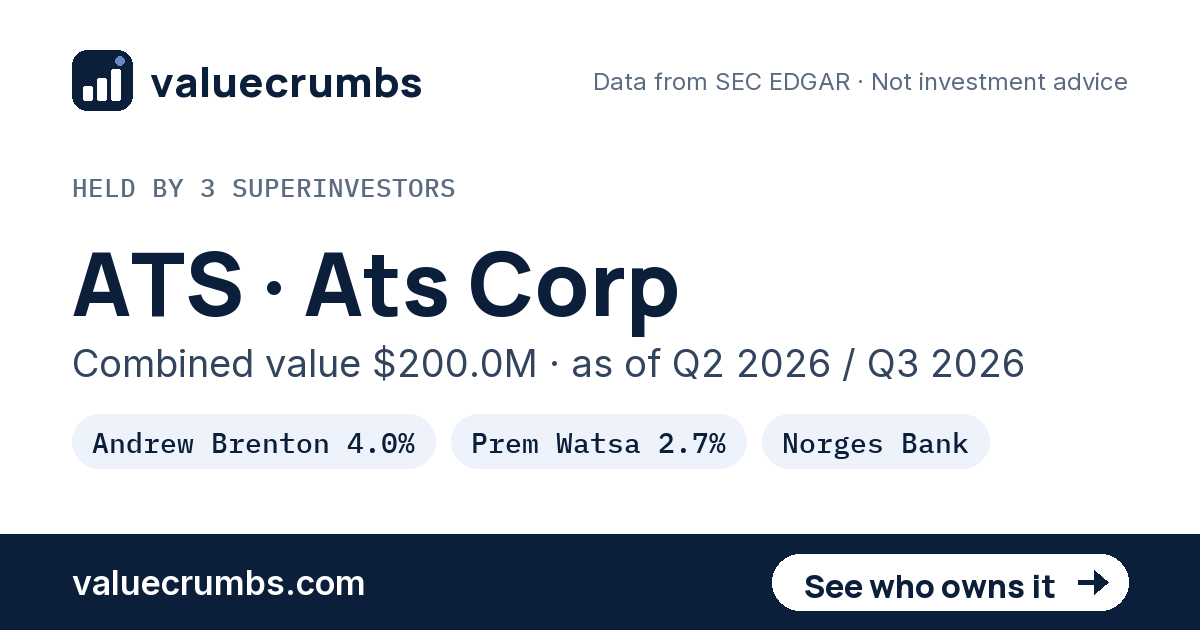 valuecrumbs
Data from SEC EDGAR · Not investment advice
HELD BY 3 SUPERINVESTORS
ATS · Ats Corp
Combined value $200.0M · as of Q2 2026 / Q3 2026
Andrew Brenton 4.0%
Prem Watsa 2.7%
Norges Bank
valuecrumbs.com
See who owns it →